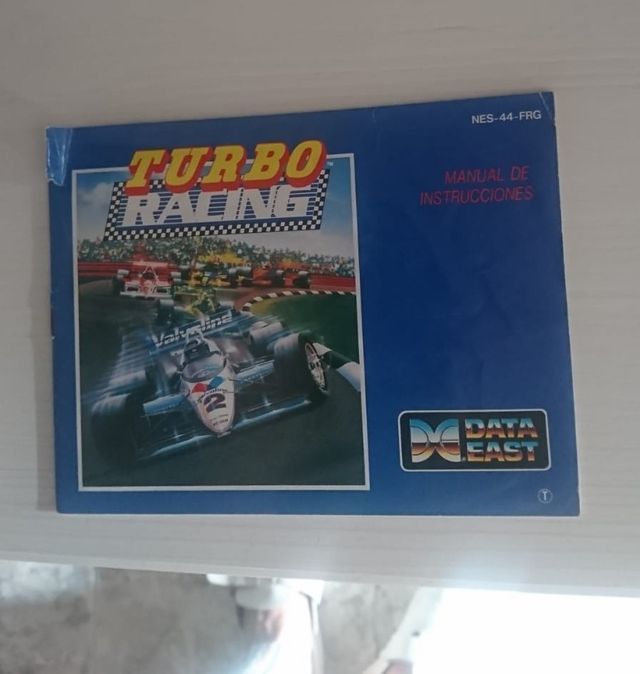 NES-44-FRG
TURBO
RACING
MANUAL DE
INSTRUCCIONES
Valvoline
2
DATA
EAST
T